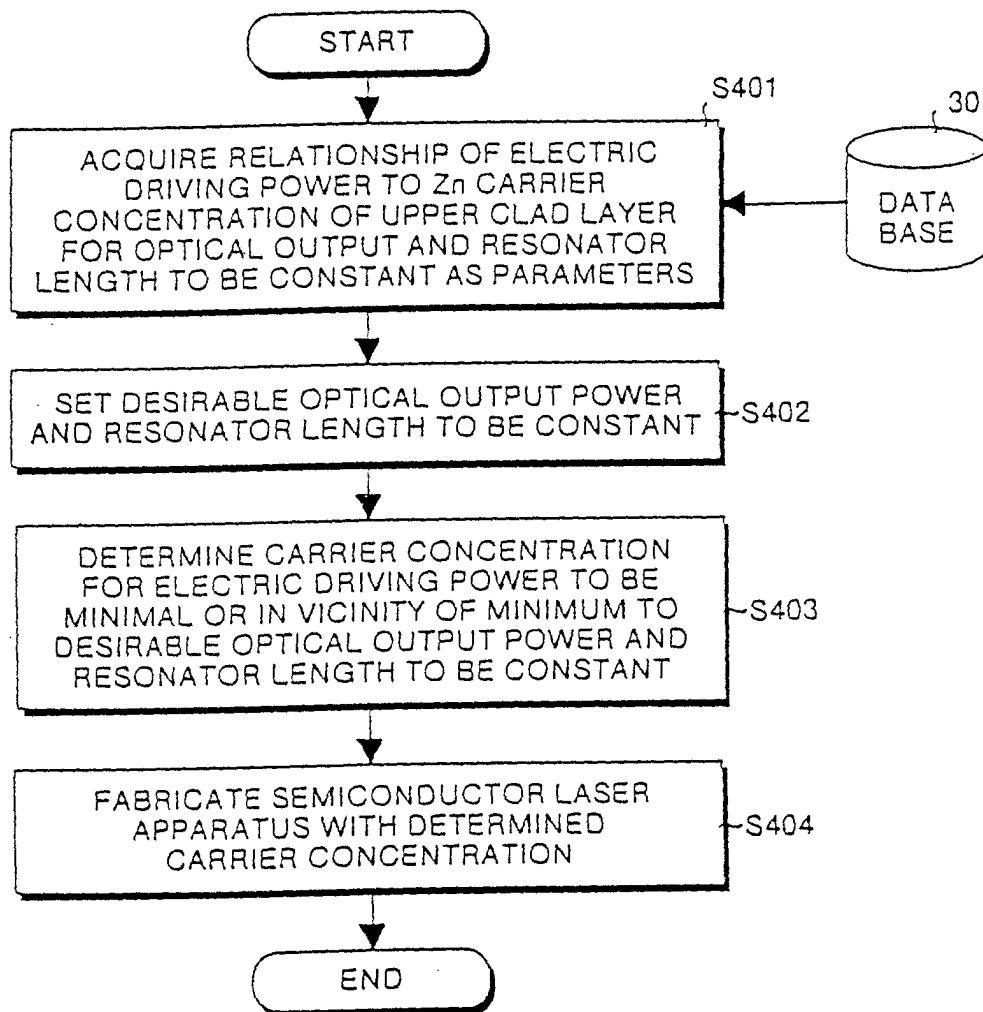 START
S401
30
ACQUIRE RELATIONSHIP OF ELECTRIC
DRIVING POWER TO Zn CARRIER
CONCENTRATION OF UPPER CLAD LAYER
FOR OPTICAL OUTPUT AND RESONATOR
LENGTH TO BE CONSTANT AS PARAMETERS
DATA
BASE
SET DESIRABLE OPTICAL OUTPUT POWER
AND RESONATOR LENGTH TO BE CONSTANT
S402
DETERMINE CARRIER CONCENTRATION
FOR ELECTRIC DRIVING POWER TO BE
MINIMAL OR IN VICINITY OF MINIMUM TO
DESIRABLE OPTICAL OUTPUT POWER AND
RESONATOR LENGTH TO BE CONSTANT
S403
FABRICATE SEMICONDUCTOR LASER
APPARATUS WITH DETERMINED
CARRIER CONCENTRATION
S404
END